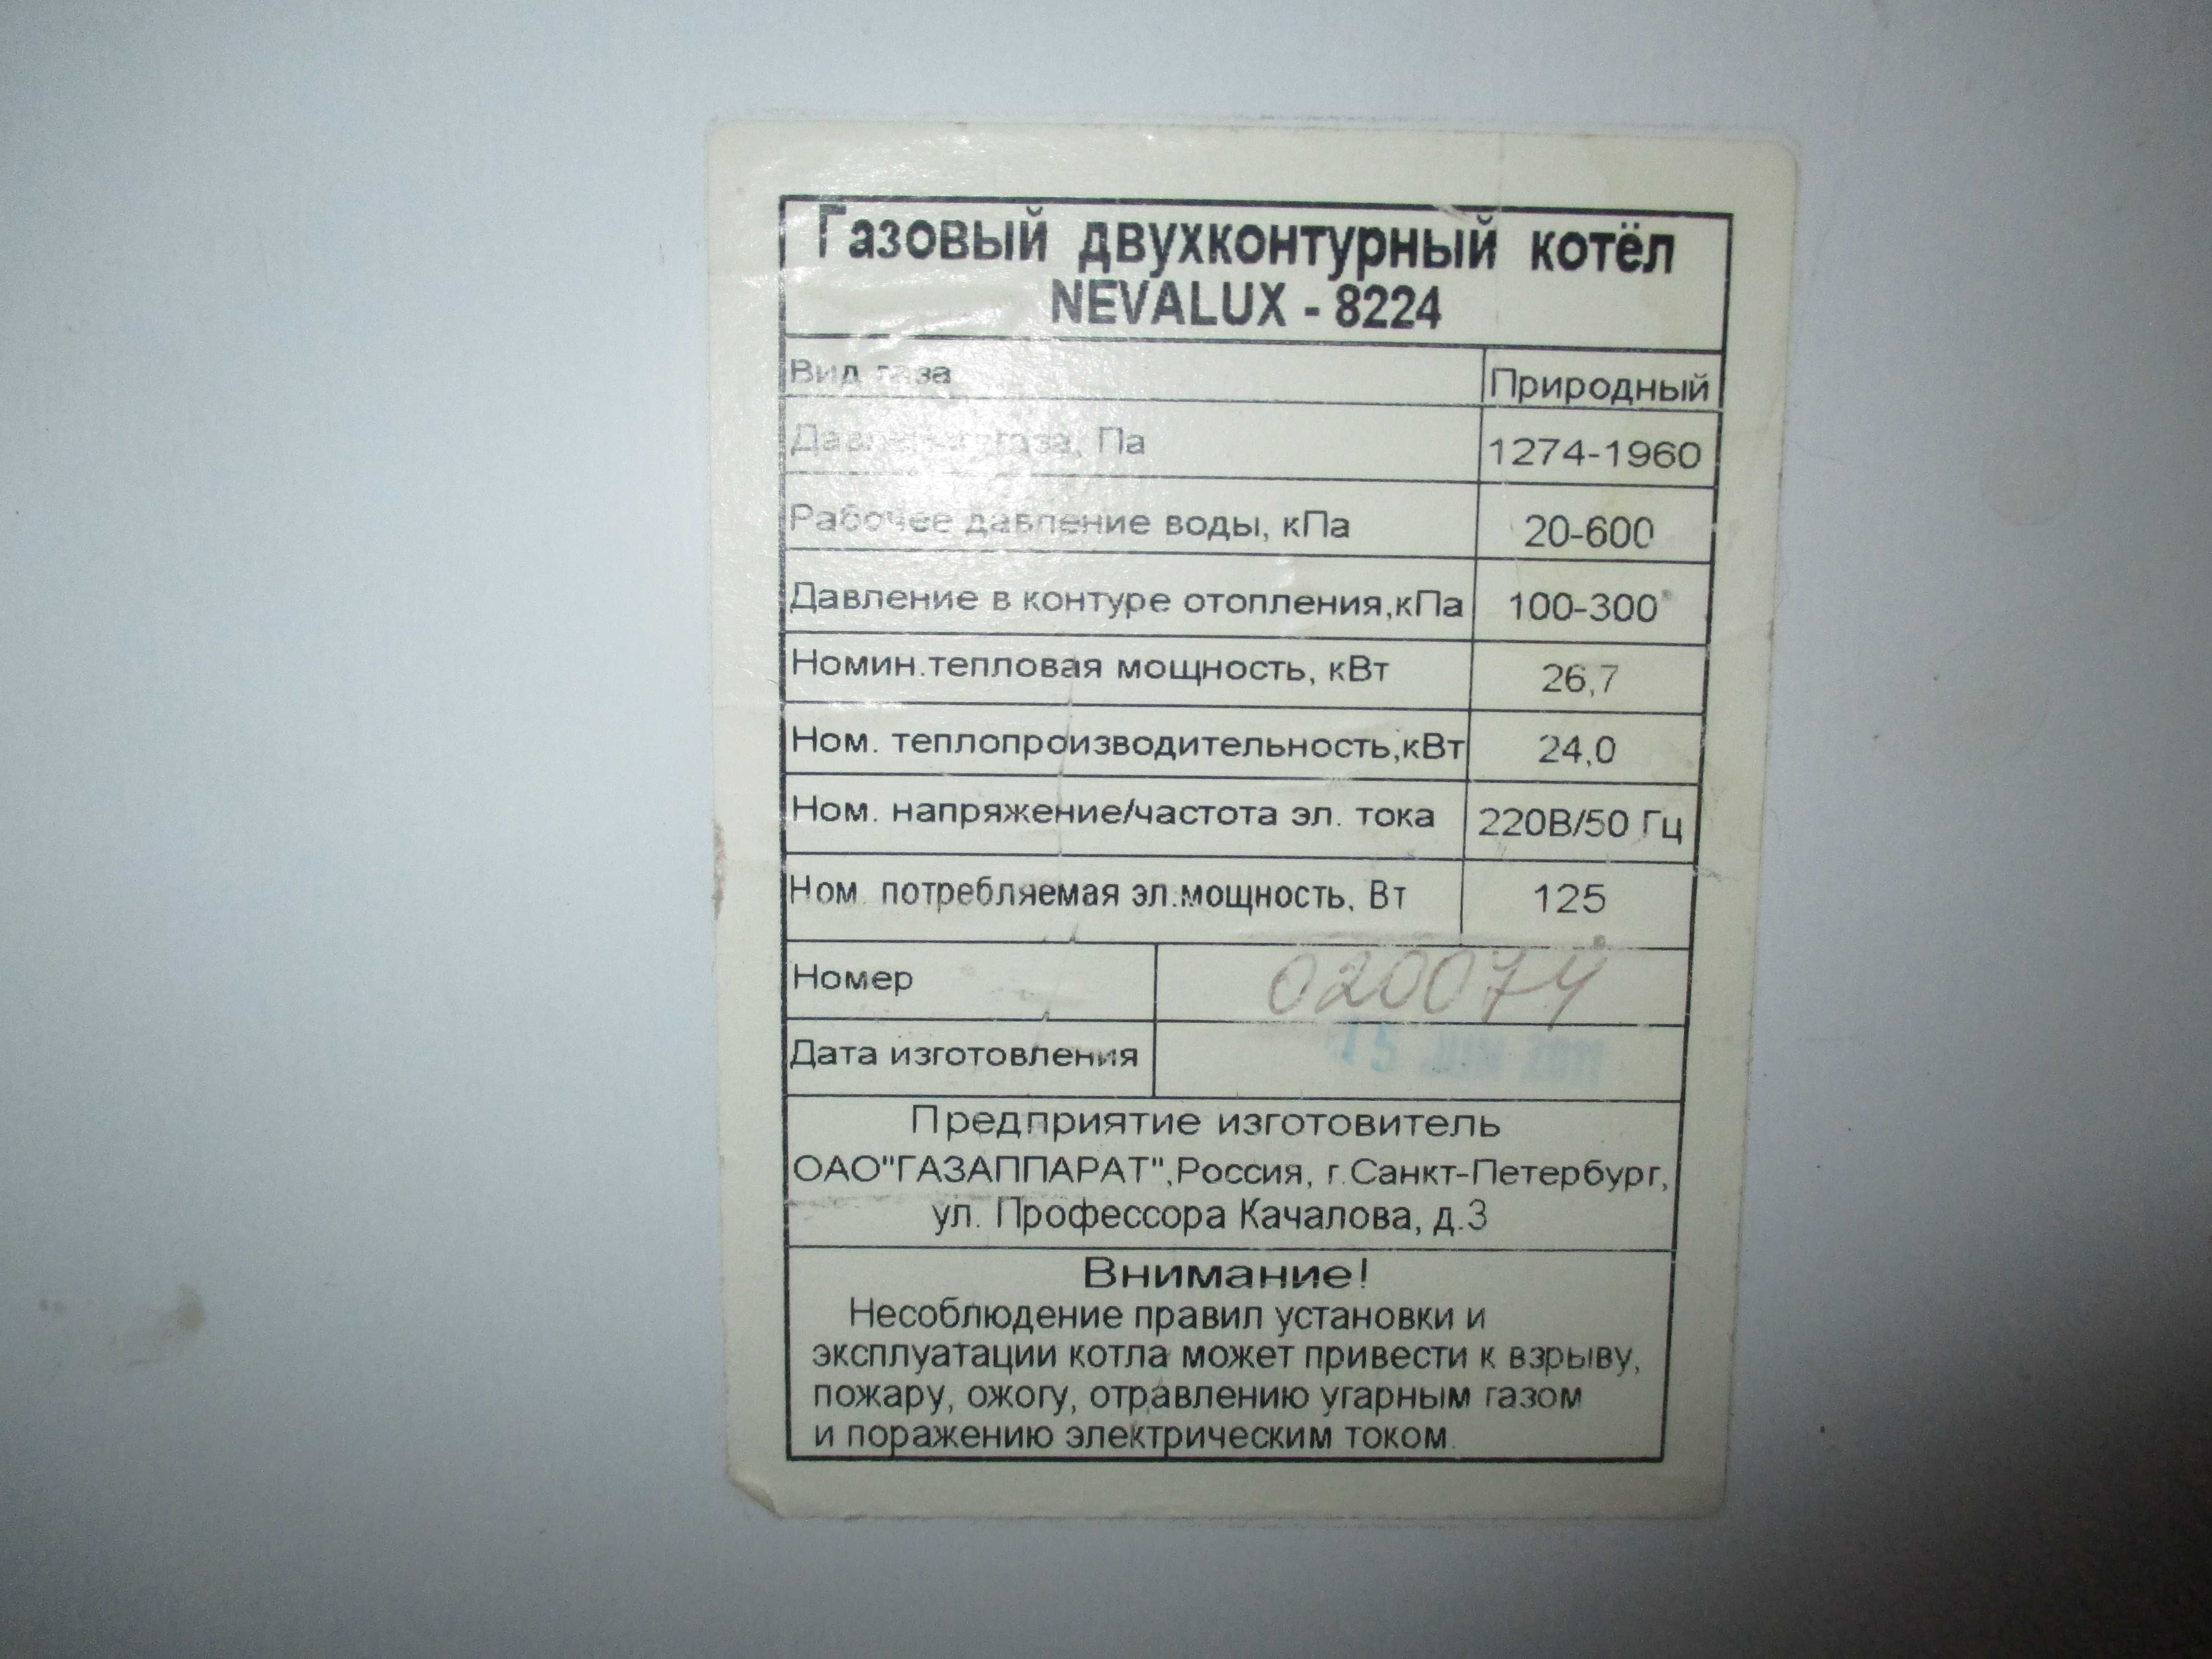 Газовый двухконтурный котёл
NEVALUX - 8224
Вид газа Природный
Давление газа, Па 1274-1960
Рабочее давление воды, кПа 20-600
Давление в контуре отопления,кПа 100-300
Номин.тепловая мощность, кВт 26,7
Ном. теплопроизводительность,кВт 24,0
Ном. напряжение/частота эл. тока 220В/50 Гц
Ном. потребляемая эл.мощность, Вт 125
Номер 020074
Дата изготовления 15 2011
Предприятие изготовитель
ОАО"ГАЗАППАРАТ",Россия, г.Санкт-Петербург,
ул. Профессора Качалова, д.3
Внимание!
Несоблюдение правил установки и
эксплуатации котла может привести к взрыву,
пожару, ожогу, отравлению угарным газом
и поражению электрическим током.